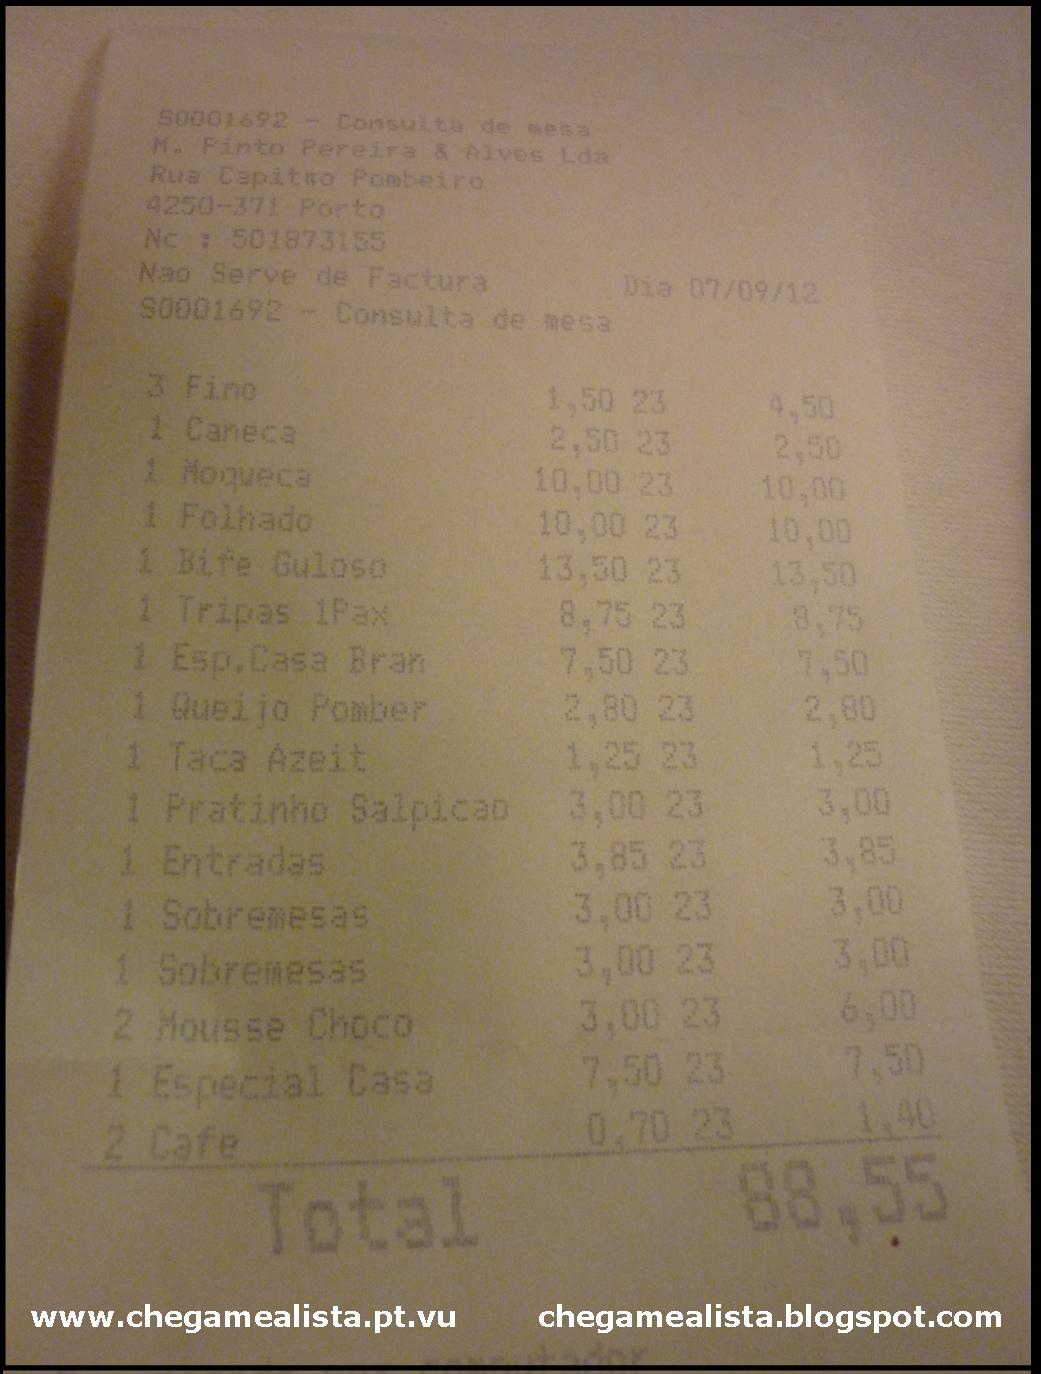 S0001692 - Consulta de mesa
M. Pinto Pereira & Alves Lda
Rua Capitmo Pombeiro
4250-371 Porto
Nc : 501873155
Nao Serve de Factura Dia 07/09/12
S0001692 - Consulta de mesa
3 Fino 1,50 23 4,50
1 Caneca 2,50 23 2,50
1 Moqueca 10,00 23 10,00
1 Folhado 10,00 23 10,00
1 Bife Guloso 13,50 23 13,50
1 Tripas 1Pax 8,75 23 8,75
1 Esp.Casa Bran 7,50 23 7,50
1 Queijo Pomber 2,80 23 2,80
1 Taca Azeit 1,25 23 1,25
1 Pratinho Salpicao 3,00 23 3,00
1 Entradas 3,85 23 3,85
1 Sobremesas 3,00 23 3,00
1 Sobremesas 3,00 23 3,00
2 Mousse Choco 3,00 23 6,00
1 Especial Casa 7,50 23 7,50
2 Cafe 0,70 23 1,40
Total 88,55
www.chegamealista.pt.vu chegamealista.blogspot.com
computador